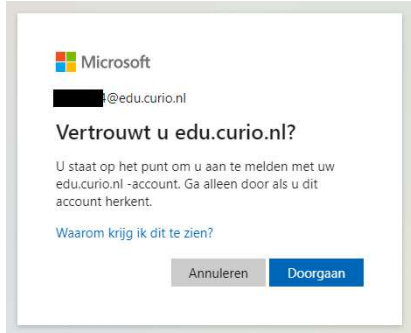 Microsoft
4@edu.curio.nl
Vertrouwt u edu.curio.nl?
U staat op het punt om u aan te melden met uw
edu.curio.nl -account. Ga alleen door als u dit
account herkent.
Waarom krijg ik dit te zien?
Annuleren Doorgaan